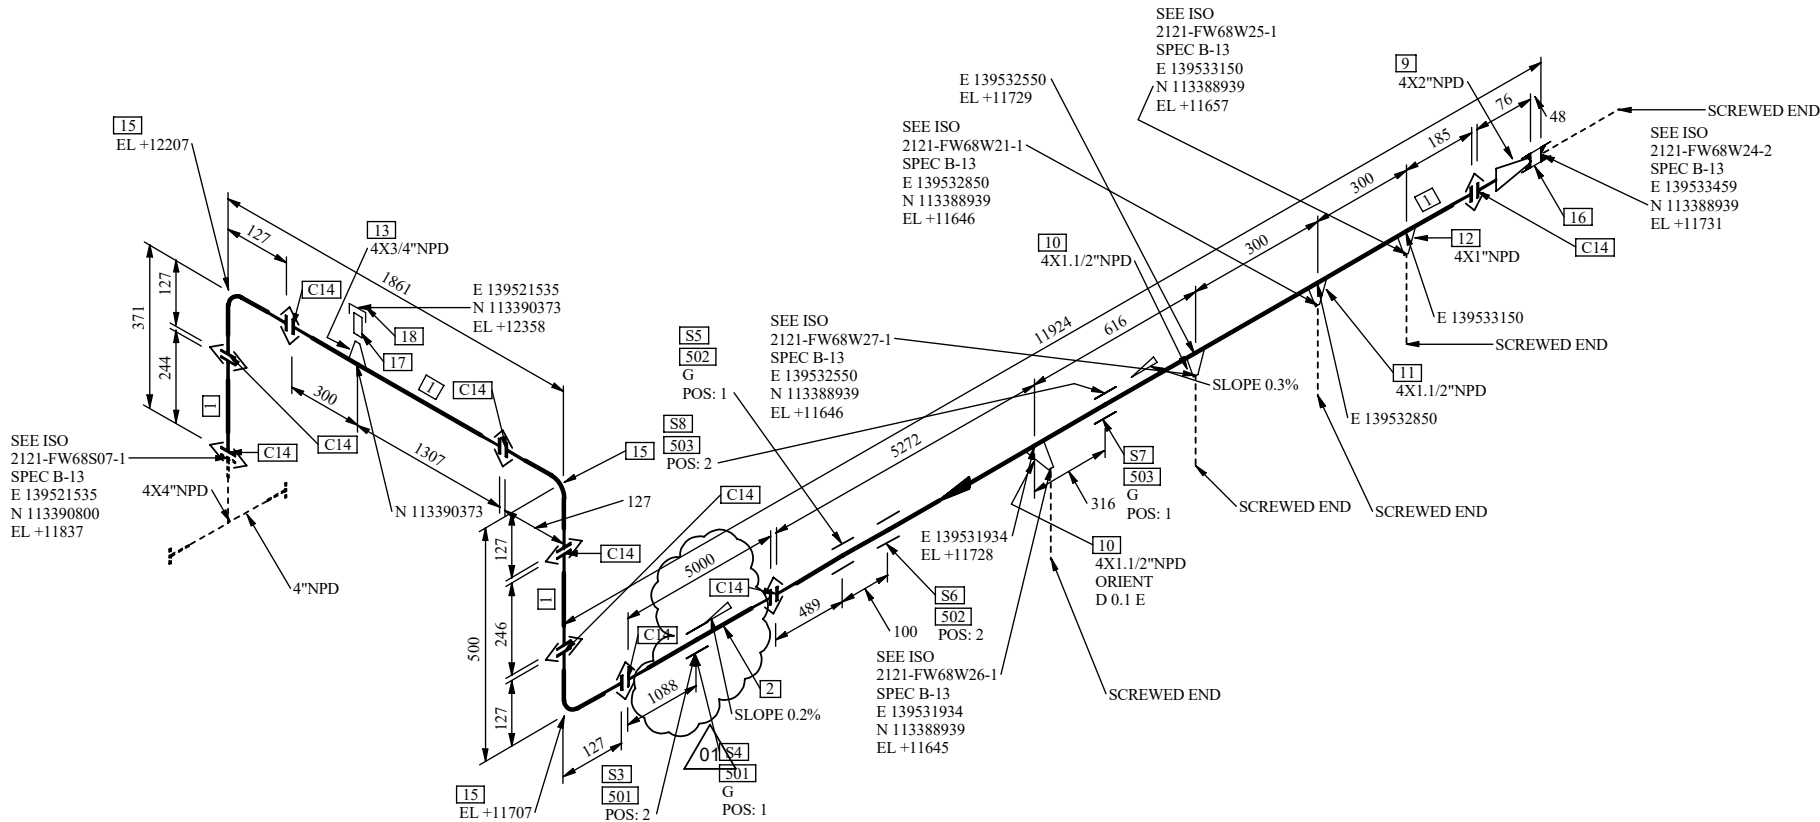 SEE ISO
2121-FW68W25-1
SPEC B-13
E 139533150
N 113388939
EL +11657
9
4X2"NPD
E 139532550
EL +11729
76
48
SCREWED END
SEE ISO
2121-FW68W21-1
SPEC B-13
E 139532850
N 113388939
EL +11646
185
SEE ISO
2121-FW68W24-2
SPEC B-13
E 139533459
N 113388939
EL +11731
15
EL +12207
300
1
16
C14
127
13
4X3/4"NPD
1861
10
4X1.1/2"NPD
300
12
4X1"NPD
371
127
244
C14
E 139521535
N 113390373
EL +12358
18
17
S5
502
G
POS: 1
SEE ISO
2121-FW68W27-1
SPEC B-13
E 139532550
N 113388939
EL +11646
11924
616
E 139533150
SCREWED END
SLOPE 0.3%
11
4X1.1/2"NPD
E 139532850
1
1
C14
300
1307
C14
C14
SEE ISO
2121-FW68S07-1
SPEC B-13
E 139521535
N 113390800
EL +11837
4X4"NPD
4"NPD
N 113390373
15
S8
503
POS: 2
5272
S7
503
G
POS: 1
316
SCREWED END
SCREWED END
127
C14
E 139531934
EL +11728
10
4X1.1/2"NPD
ORIENT
D 0.1 E
500
127
246
127
1
C14
5000
C14
489
100
S6
502
POS: 2
C14
1088
2
SLOPE 0.2%
SEE ISO
2121-FW68W26-1
SPEC B-13
E 139531934
N 113388939
EL +11645
SCREWED END
127
01
S4
501
G
POS: 1
S3
501
POS: 2
15
EL +11707